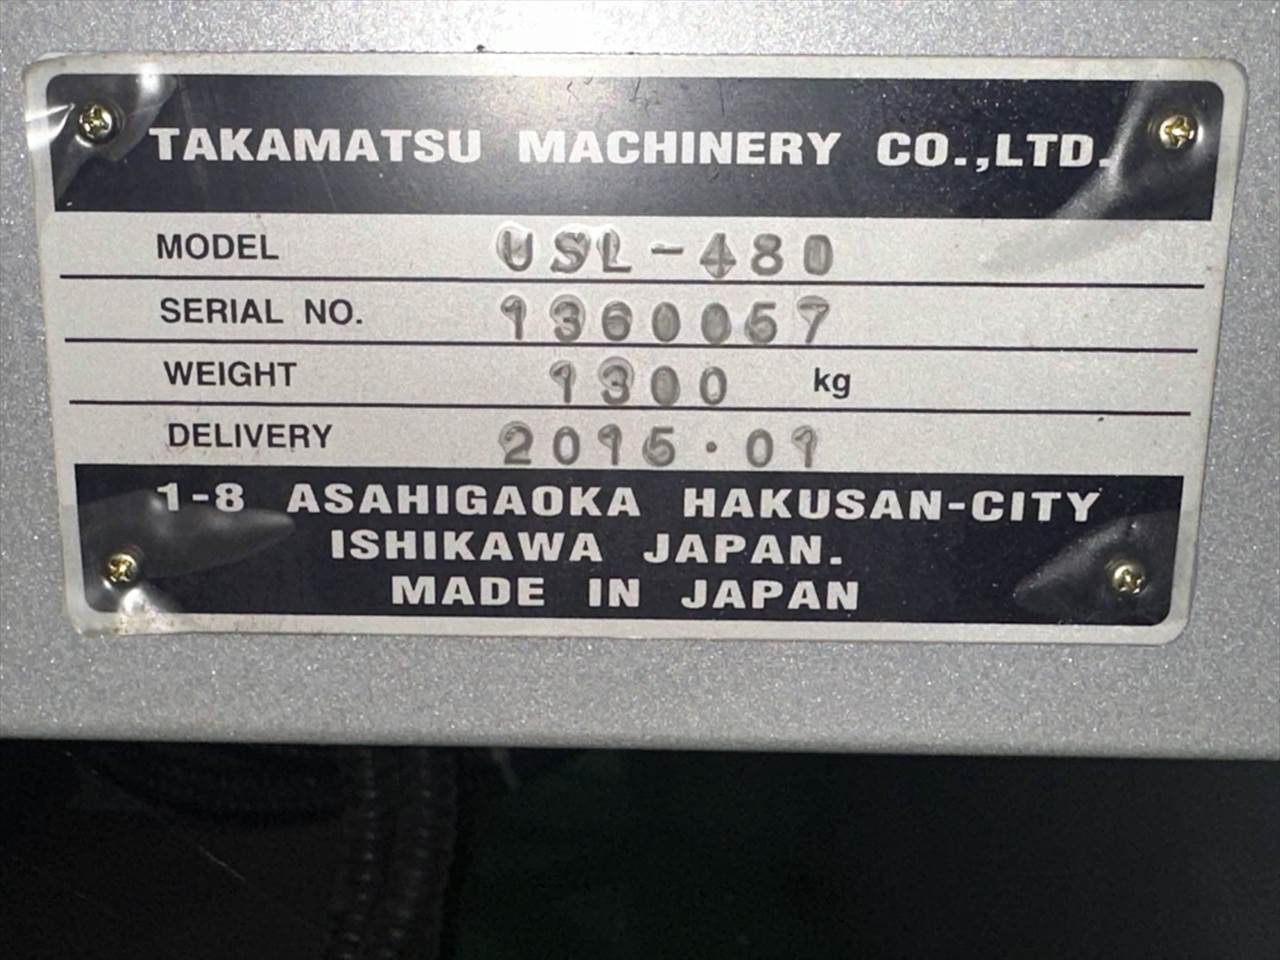 TAKAMATSU MACHINERY CO.,LTD.
MODEL USL-480
SERIAL NO. 1360057
WEIGHT 1300 kg
DELIVERY 2015.01
1-8 ASAHIGAOKA HAKUSAN-CITY
ISHIKAWA JAPAN.
MADE IN JAPAN